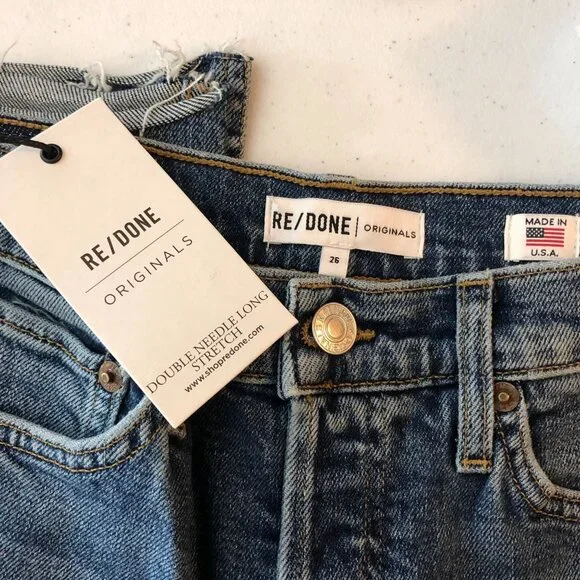 RE/DONE
ORIGINALS
DOUBLE NEEDLE LONG
STRETCH
www.shopredone.com
RE/DONE | ORIGINALS
26
MADE IN
U.S.A.